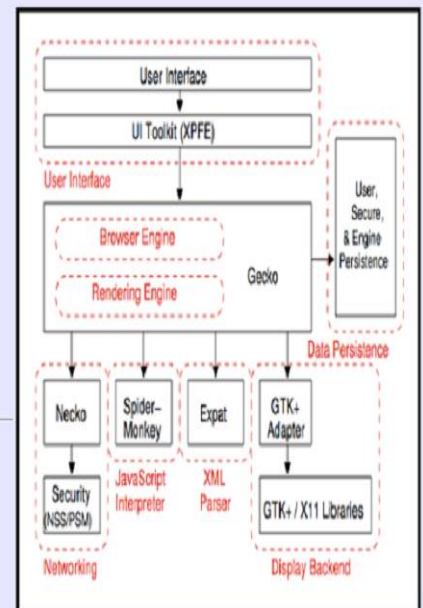 User Interface
UI Toolkit (XPFE)
User Interface
User,
Secure,
& Engine
Persistence
Data Persistence
Browser Engine
Gecko
Rendering Engine
Necko
Security
(NSS/PSM)
Networking
Spider–
Monkey
JavaScript
Interpreter
Expat
XML
Parser
GTK+
Adapter
GTK+ / X11 Libraries
Display Backend